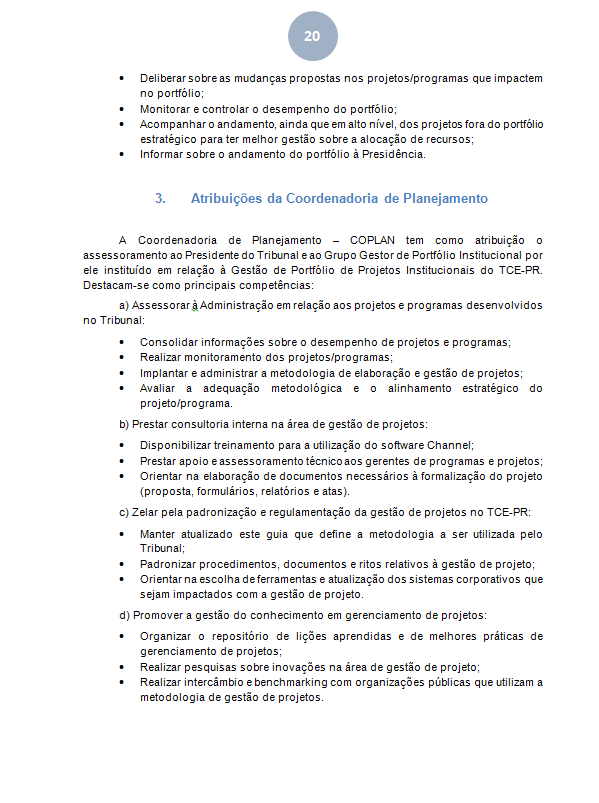 20
• Deliberar sobre as mudanças propostas nos projetos/programas que impactem
no portfólio;
• Monitorar e controlar o desempenho do portfólio;
• Acompanhar o andamento, ainda que em alto nível, dos projetos fora do portfólio
estratégico para ter melhor gestão sobre a alocação de recursos;
• Informar sobre o andamento do portfólio à Presidência.
3. Atribuições da Coordenadoria de Planejamento
A Coordenadoria de Planejamento – COPLAN tem como atribuição o
assessoramento ao Presidente do Tribunal e ao Grupo Gestor de Portfólio Institucional por
ele instituído em relação à Gestão de Portfólio de Projetos Institucionais do TCE-PR.
Destacam-se como principais competências:
a) Assessorar à Administração em relação aos projetos e programas desenvolvidos
no Tribunal:
• Consolidar informações sobre o desempenho de projetos e programas;
• Realizar monitoramento dos projetos/programas;
• Implantar e administrar a metodologia de elaboração e gestão de projetos;
• Avaliar a adequação metodológica e o alinhamento estratégico do
projeto/programa.
b) Prestar consultoria interna na área de gestão de projetos:
• Disponibilizar treinamento para a utilização do software Channel;
• Prestar apoio e assessoramento técnico aos gerentes de programas e projetos;
• Orientar na elaboração de documentos necessários à formalização do projeto
(proposta, formulários, relatórios e atas).
c) Zelar pela padronização e regulamentação da gestão de projetos no TCE-PR:
• Manter atualizado este guia que define a metodologia a ser utilizada pelo
Tribunal;
• Padronizar procedimentos, documentos e ritos relativos à gestão de projeto;
• Orientar na escolha de ferramentas e atualização dos sistemas corporativos que
sejam impactados com a gestão de projeto.
d) Promover a gestão do conhecimento em gerenciamento de projetos:
• Organizar o repositório de lições aprendidas e de melhores práticas de
gerenciamento de projetos;
• Realizar pesquisas sobre inovações na área de gestão de projeto;
• Realizar intercâmbio e benchmarking com organizações públicas que utilizam a
metodologia de gestão de projetos.